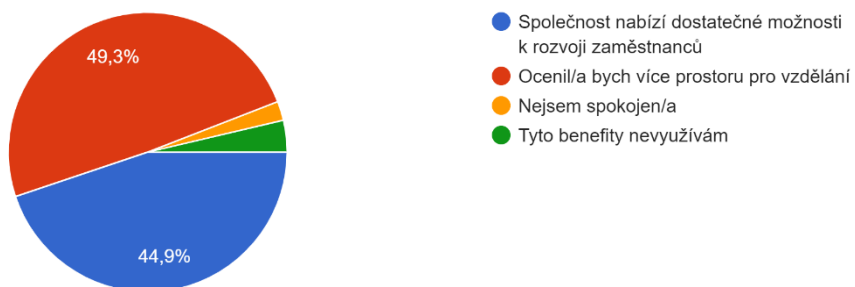 49,3%
44,9%
Společnost nabízí dostatečné možnosti
k rozvoji zaměstnanců
Ocenil/a bych více prostoru pro vzdělání
Nejsem spokojen/a
Tyto benefity nevyužívám